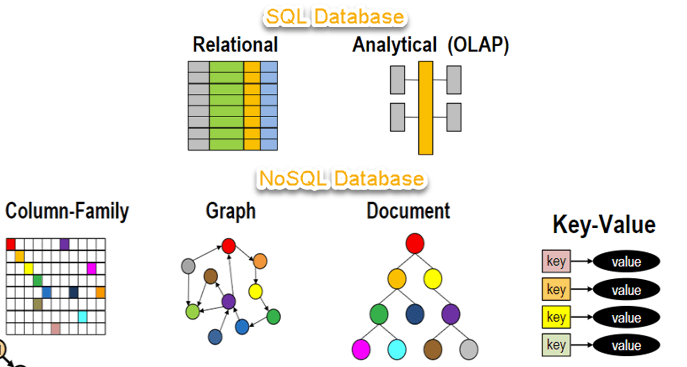 SQL Database
Relational
Analytical (OLAP)
NoSQL Database
Column-Family
Graph
Document
Key-Value
key value
key value
key value
key value